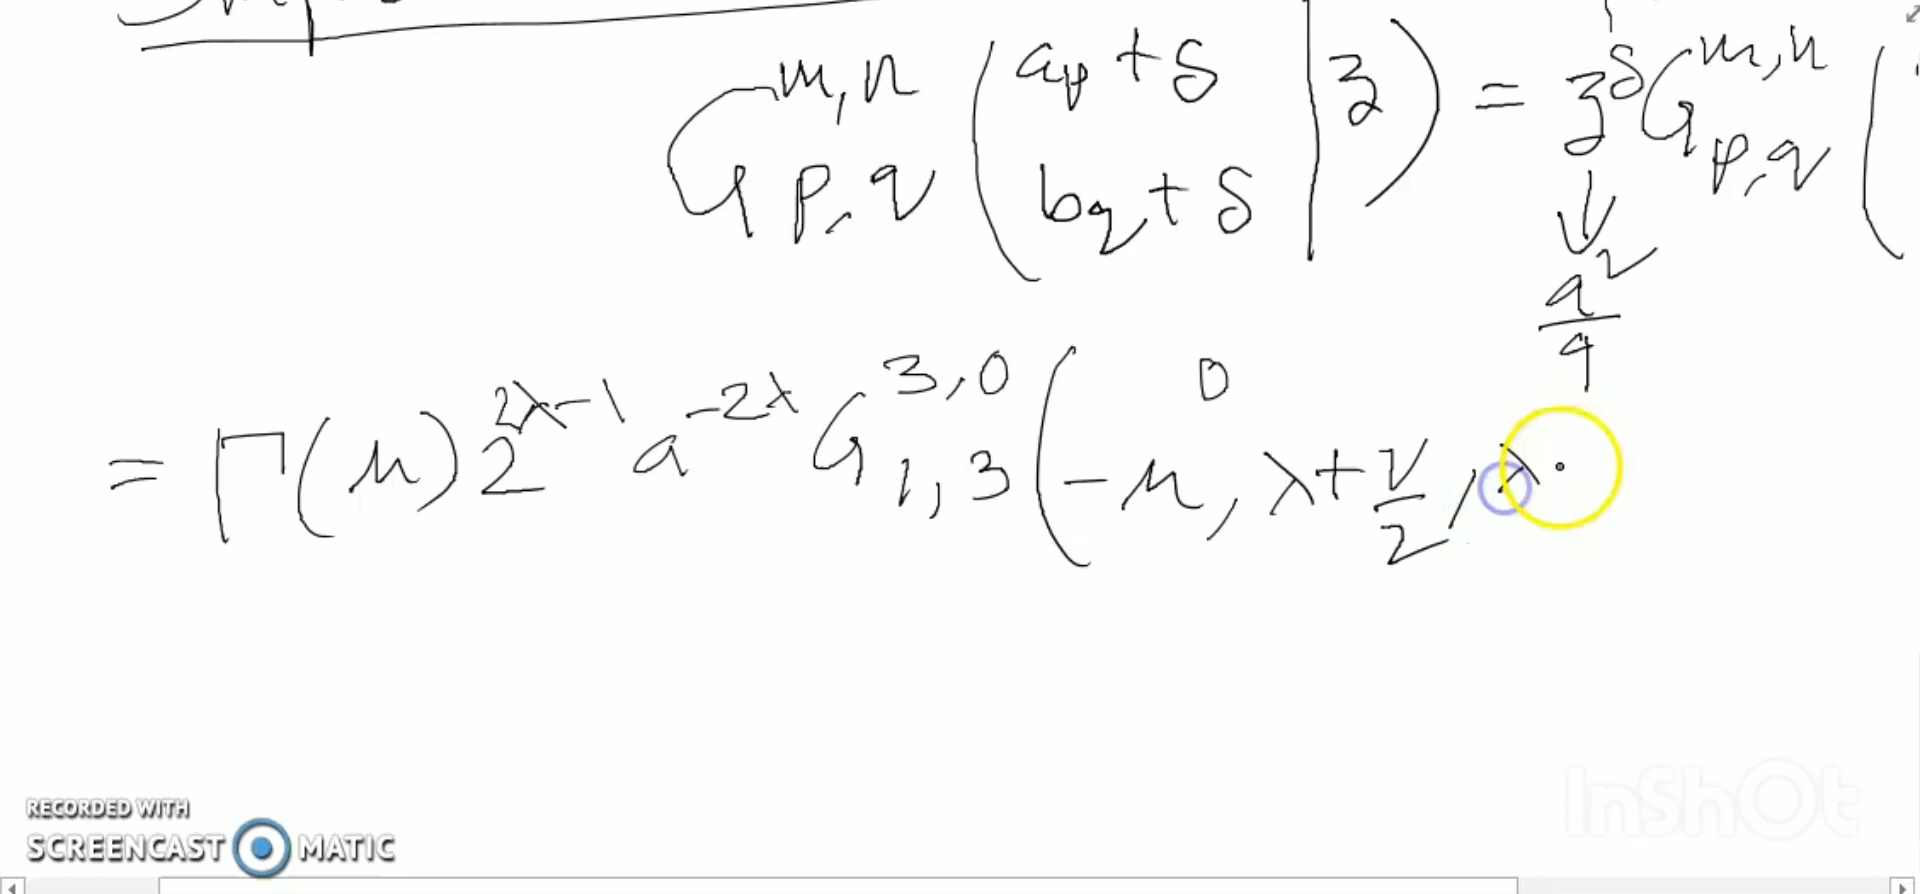 G^{m,n}_{p,q} ( a_p + δ / b_q + δ | z ) = z^δ G^{m,n}_{p,q} (
↓
a^2/4
= Γ(μ) 2^{2λ-1} a^{-2λ} G^{3,0}_{1,3} ( 0 / -μ, λ + ν/2, λ
RECORDED WITH
SCREENCAST MATIC
InShOt